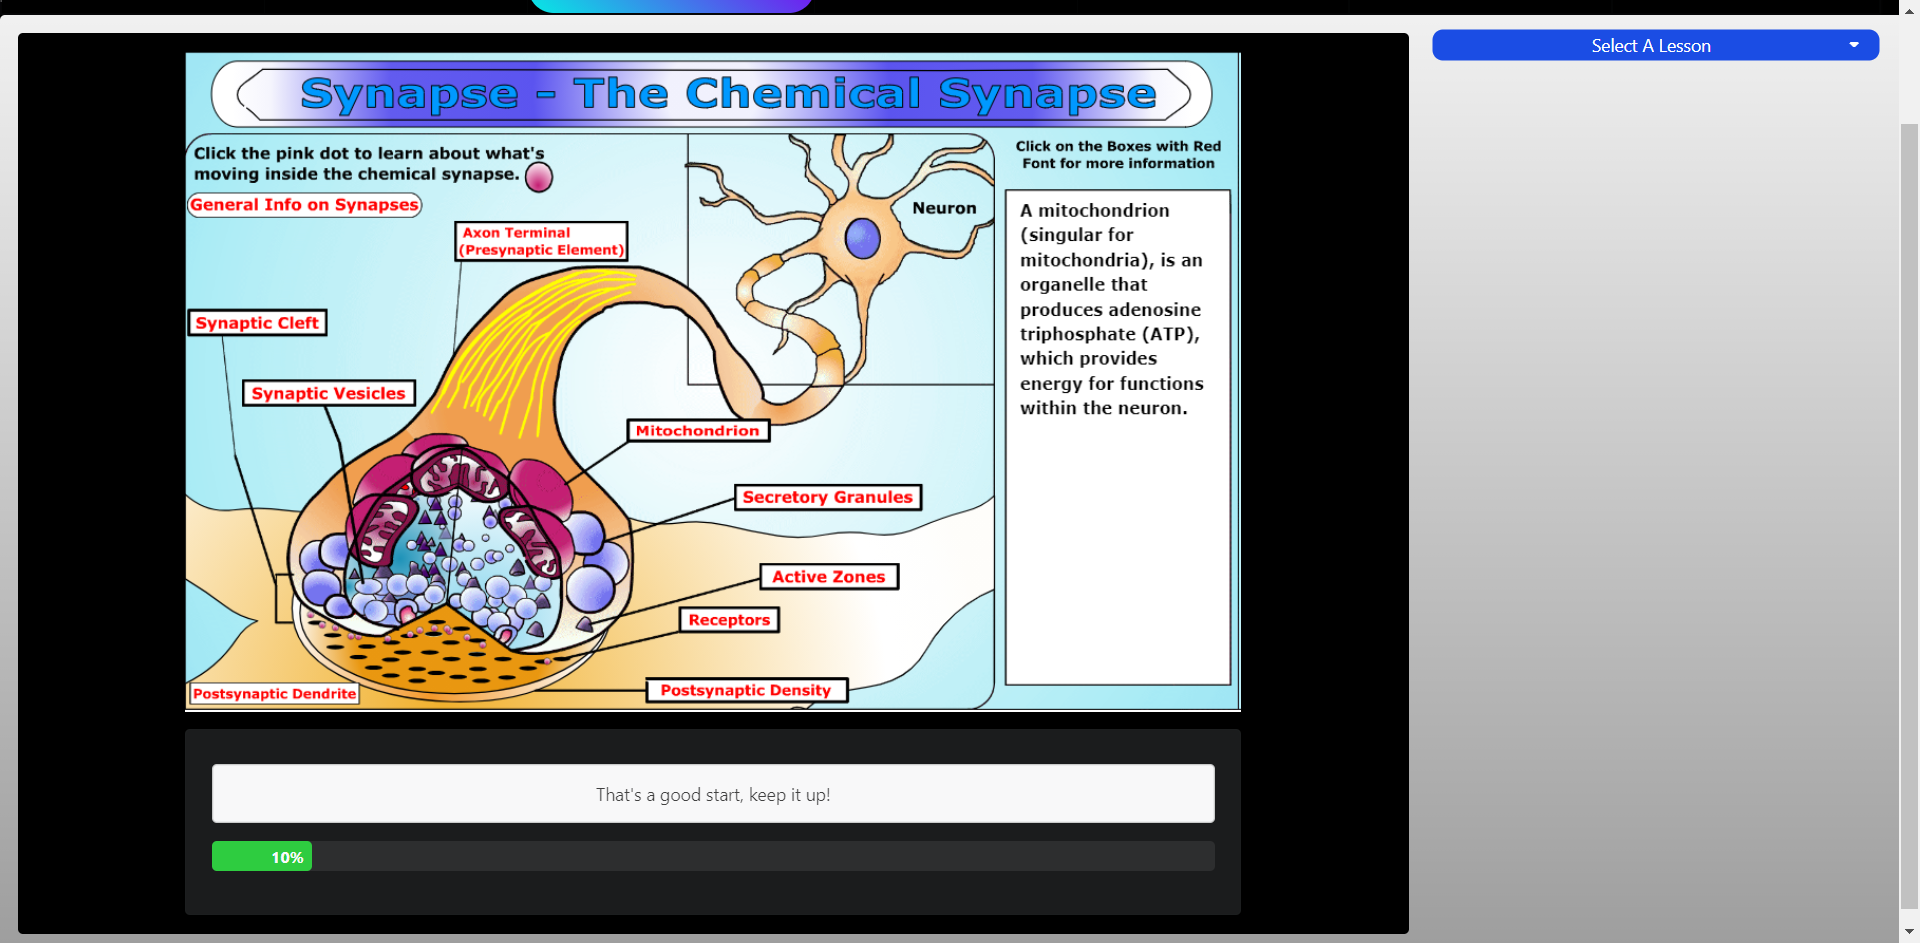 Select A Lesson
Synapse - The Chemical Synapse
Click the pink dot to learn about what's
moving inside the chemical synapse.
General Info on Synapses
Axon Terminal
(Presynaptic Element)
Neuron
Synaptic Cleft
Synaptic Vesicles
Mitochondrion
Secretory Granules
Active Zones
Receptors
Postsynaptic Dendrite
Postsynaptic Density
Click on the Boxes with Red
Font for more information
A mitochondrion
(singular for
mitochondria), is an
organelle that
produces adenosine
triphosphate (ATP),
which provides
energy for functions
within the neuron.
That's a good start, keep it up!
10%